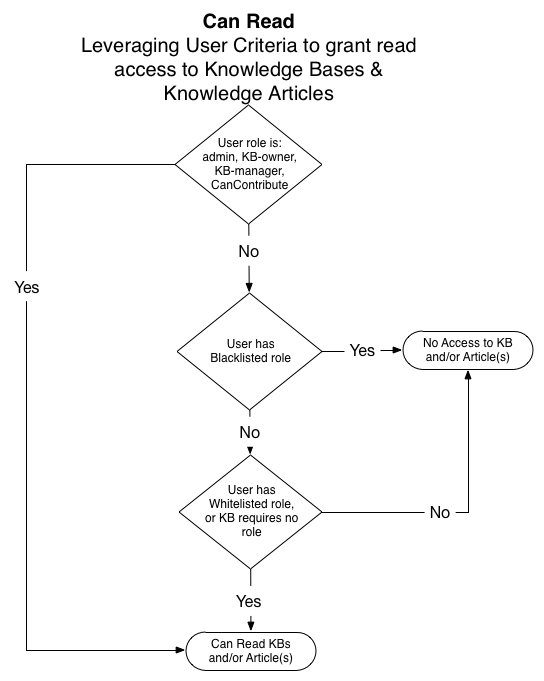 Can Read
Leveraging User Criteria to grant read
access to Knowledge Bases &
Knowledge Articles
User role is:
admin, KB-owner,
KB-manager,
CanContribute
No
Yes
User has
Blacklisted role
Yes
No Access to KB
and/or Article(s)
No
User has
Whitelisted role,
or KB requires no
role
No
Yes
Can Read KBs
and/or Article(s)